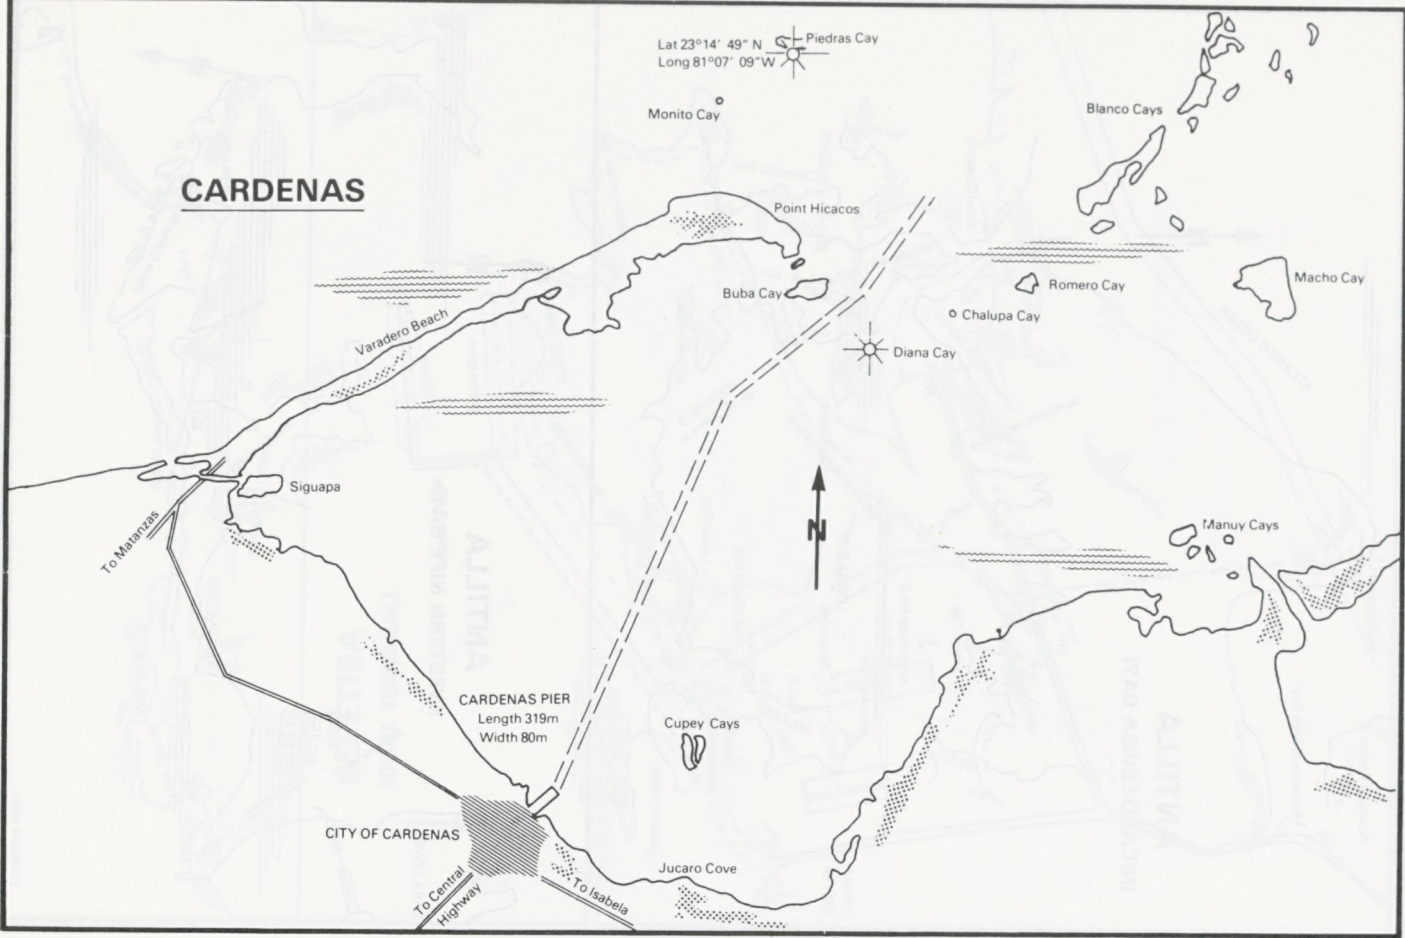 Lat 23°14' 49" N
Long 81°07' 09"W
Piedras Cay
Monito Cay
Blanco Cays
CARDENAS
Point Hicacos
Buba Cay
Romero Cay
Macho Cay
Chalupa Cay
Varadero Beach
Diana Cay
Siguapa
To Matanzas
N
Manuy Cays
CARDENAS PIER
Length 319m
Width 80m
Cupey Cays
CITY OF CARDENAS
Jucaro Cove
To Central
Highway
To Isabela